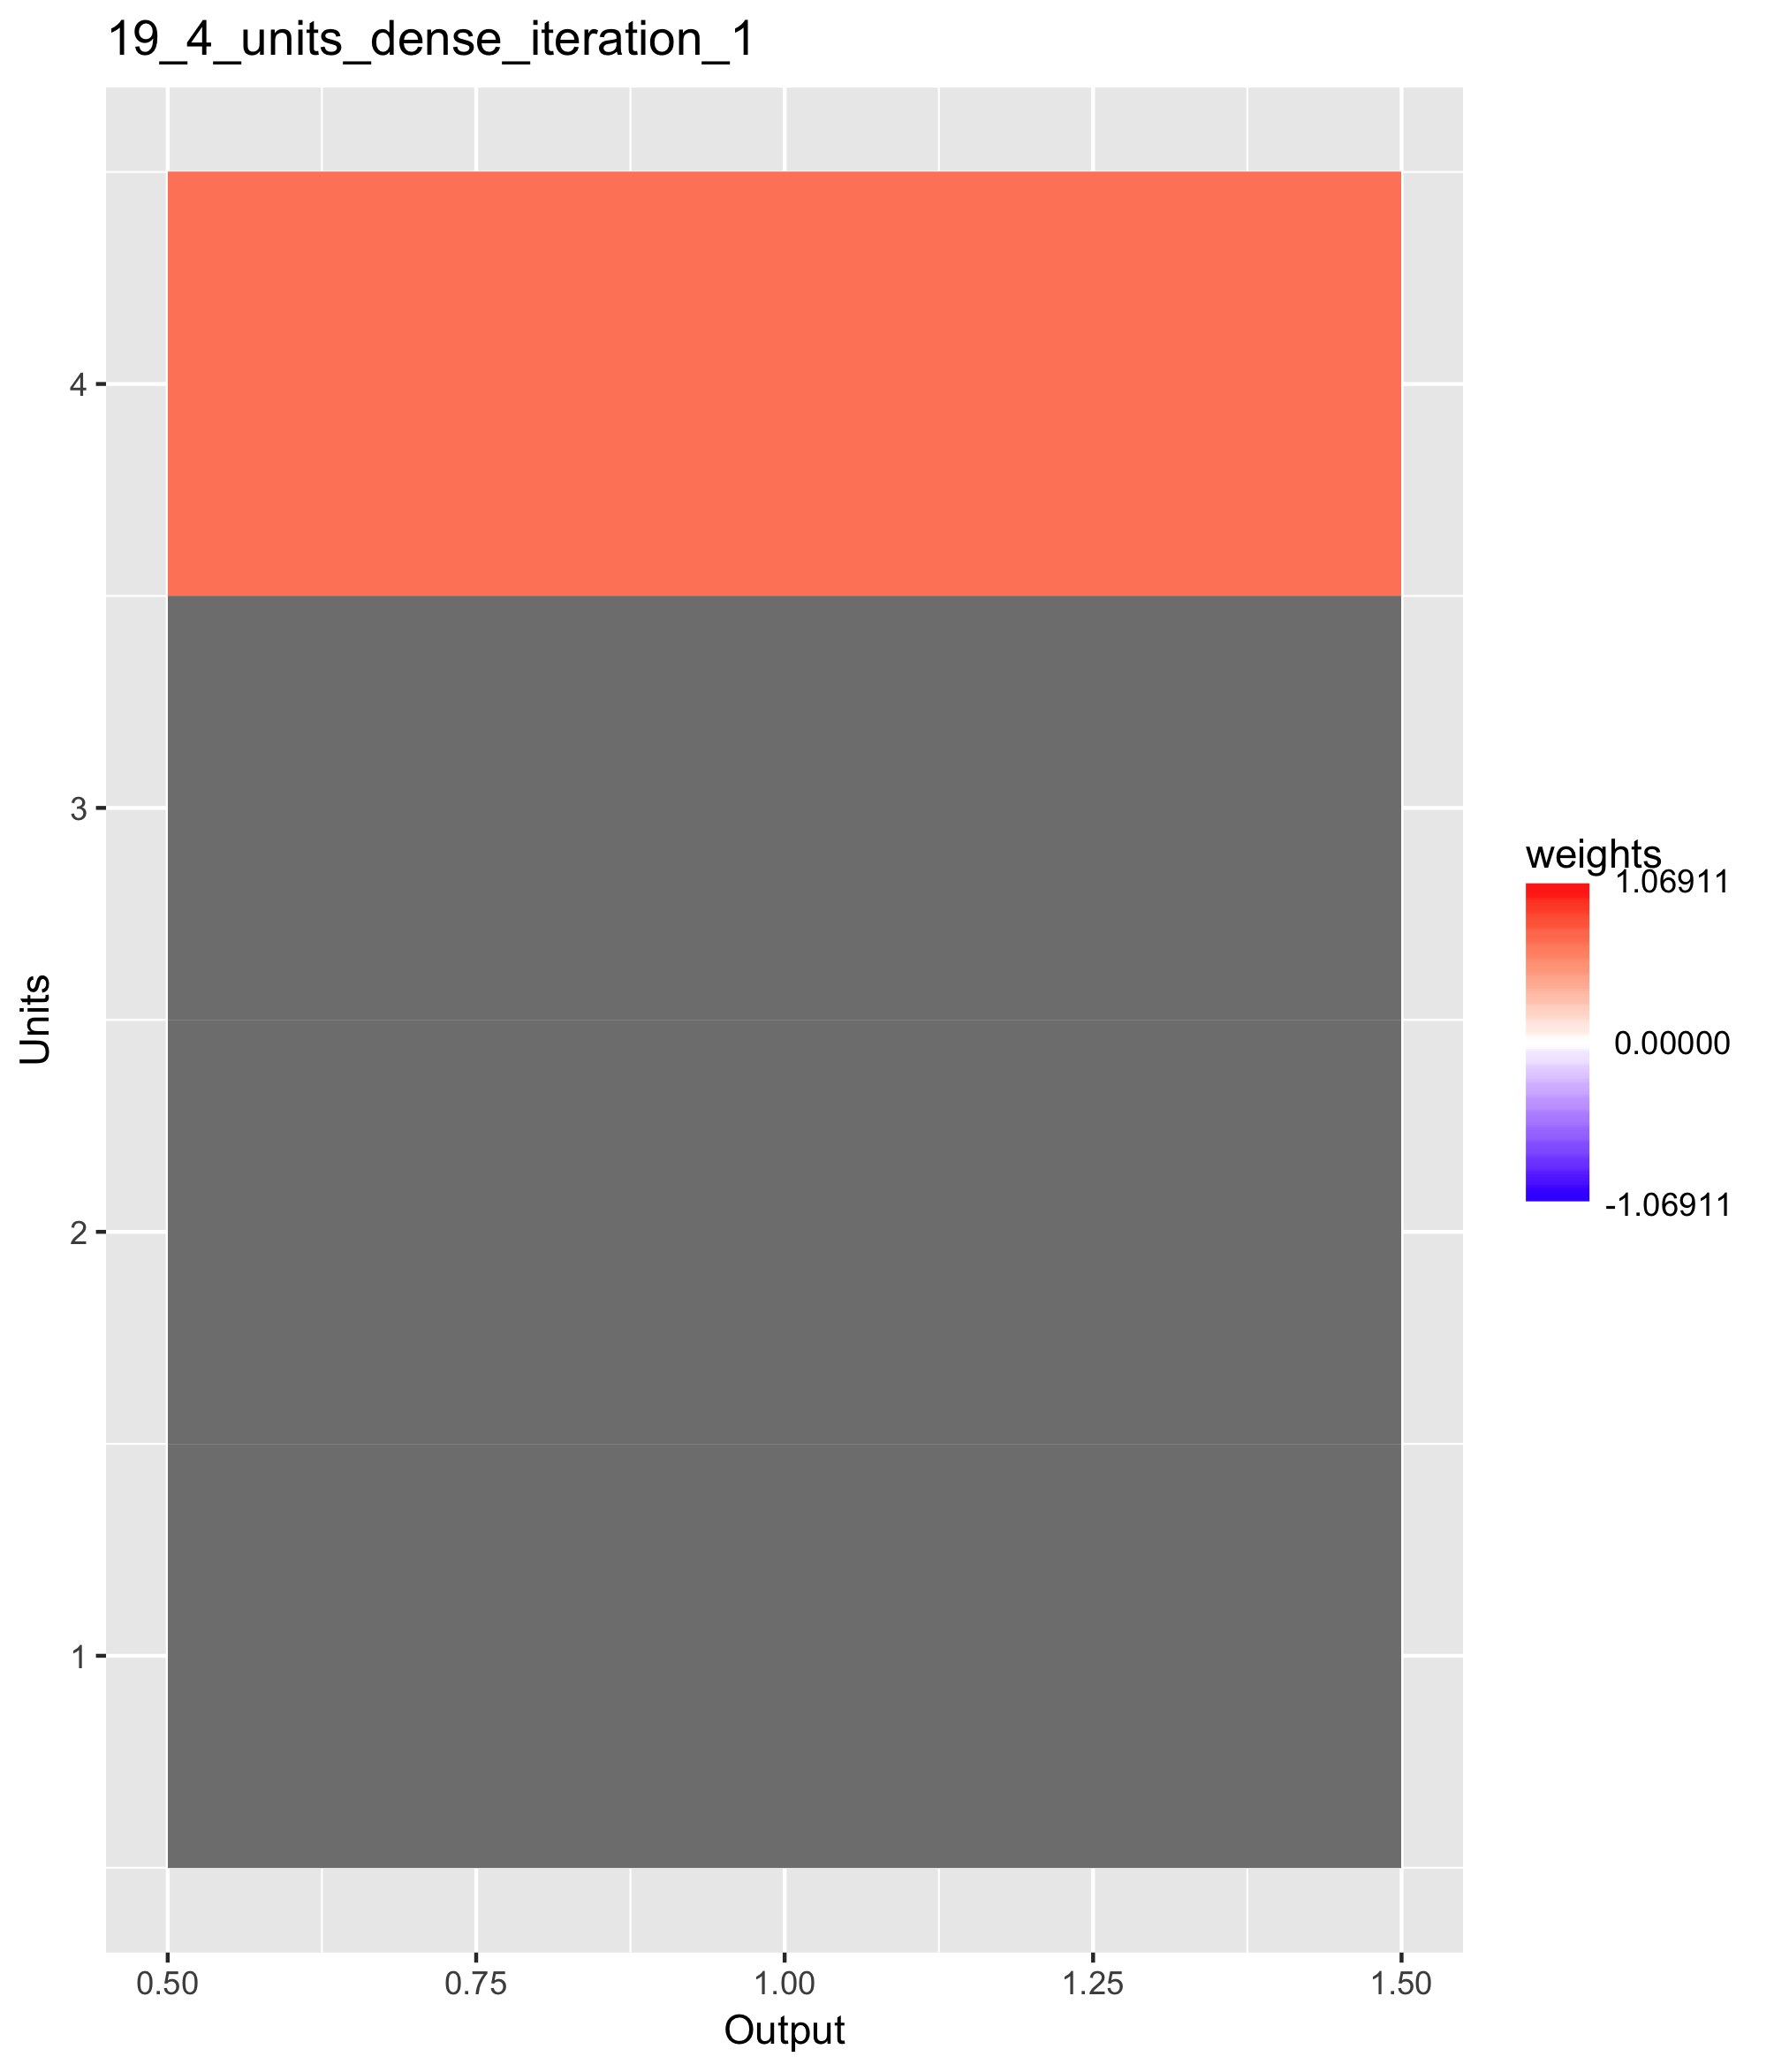 19_4_units_dense_iteration_1
Units
4
3
2
1
0.50 0.75 1.00 1.25 1.50
Output
weights
1.06911
0.00000
-1.06911